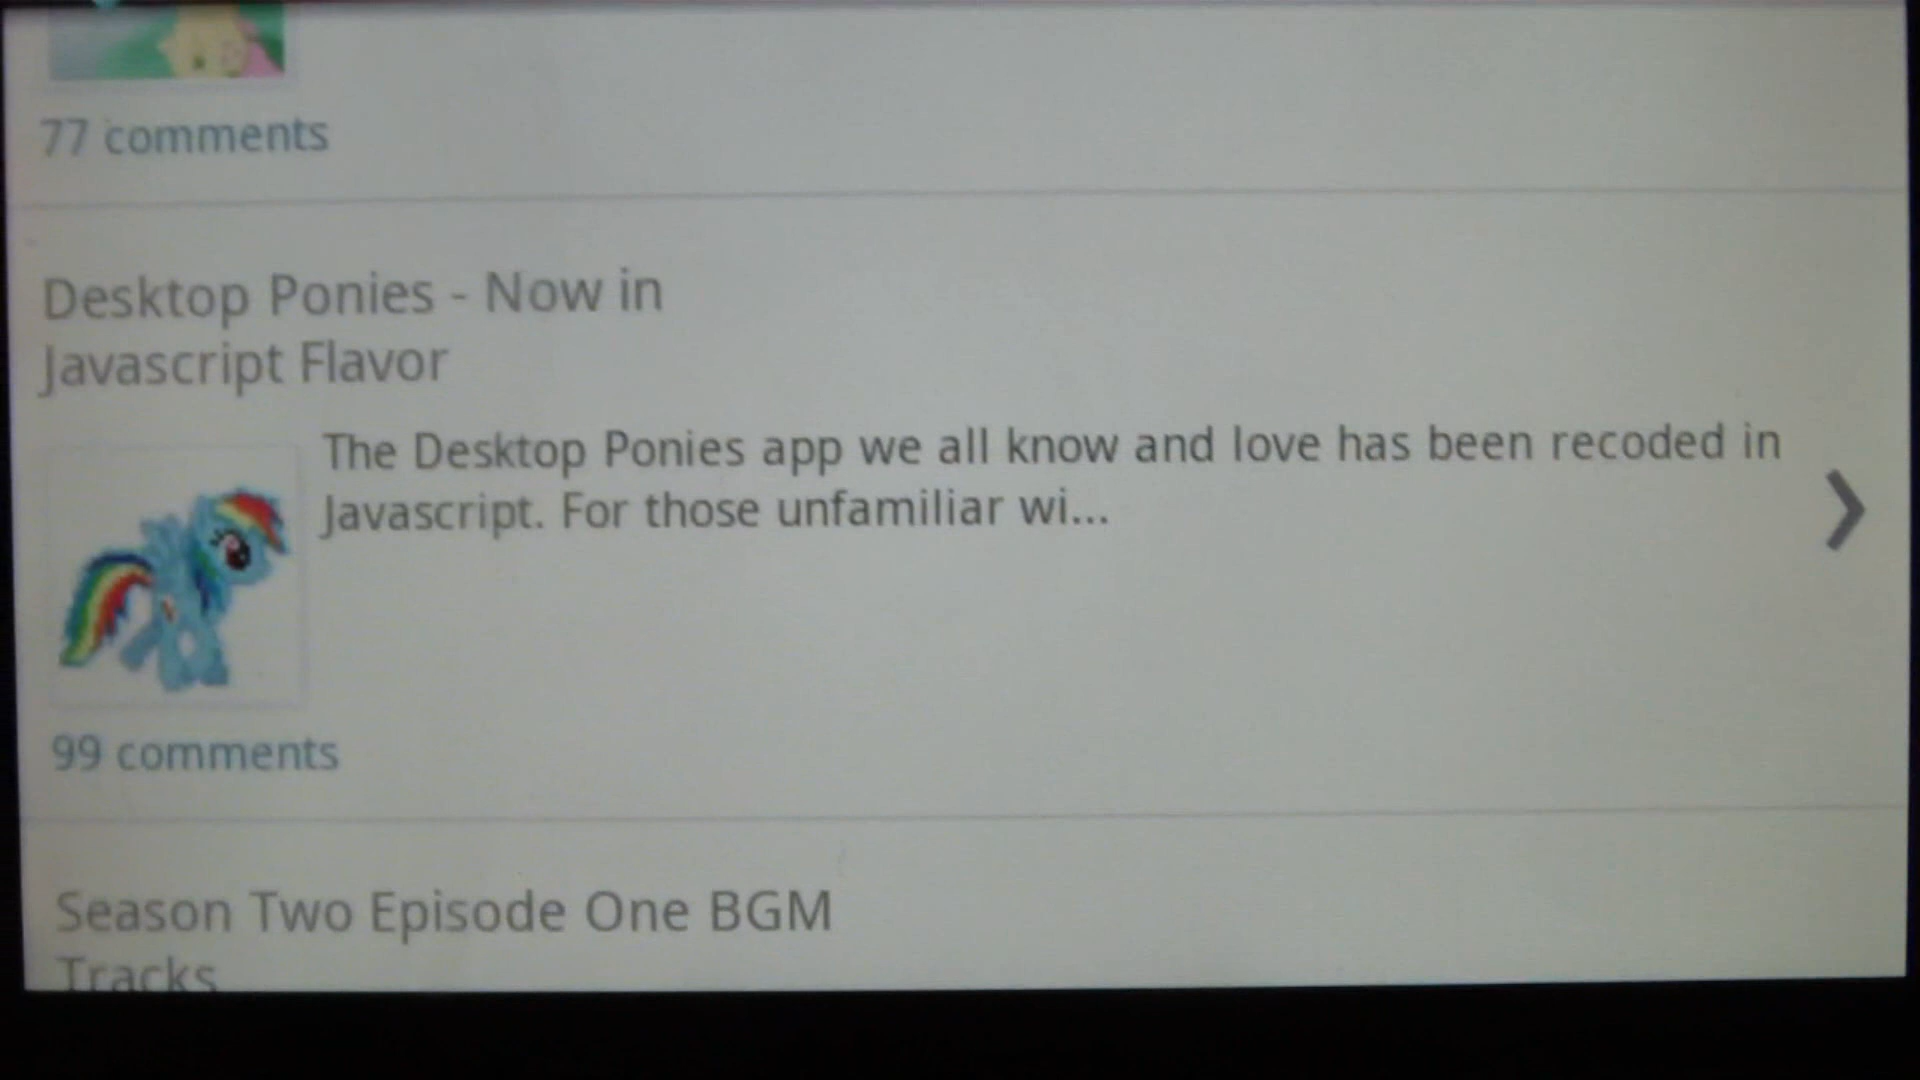 77 comments
Desktop Ponies - Now in
Javascript Flavor
The Desktop Ponies app we all know and love has been recoded in
Javascript. For those unfamiliar wi...
99 comments
Season Two Episode One BGM
Tracks